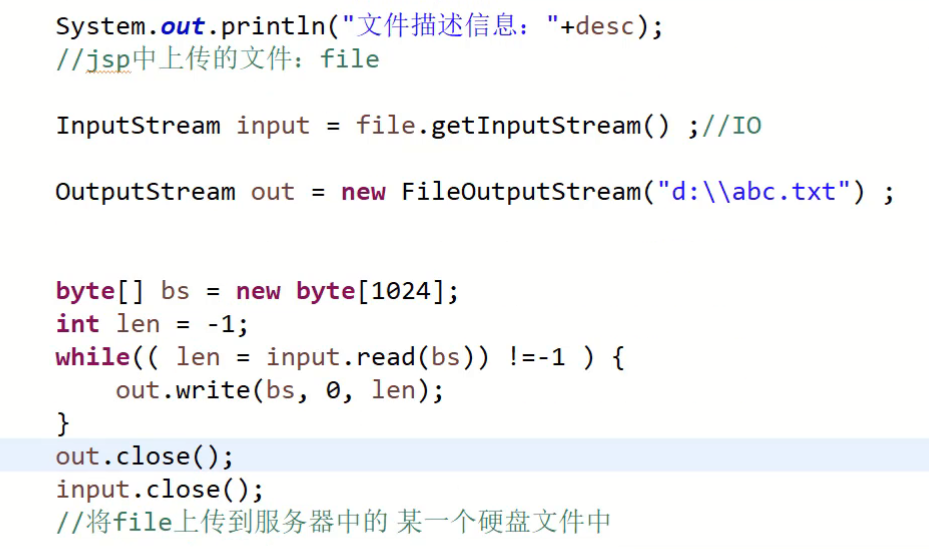 System.out.println("文件描述信息："+desc);
//jsp中上传的文件：file
InputStream input = file.getInputStream() ;//IO
OutputStream out = new FileOutputStream("d:\\abc.txt") ;
byte[] bs = new byte[1024];
int len = -1;
while(( len = input.read(bs)) !=-1 ) {
    out.write(bs, 0, len);
}
out.close();
input.close();
//将file上传到服务器中的 某一个硬盘文件中